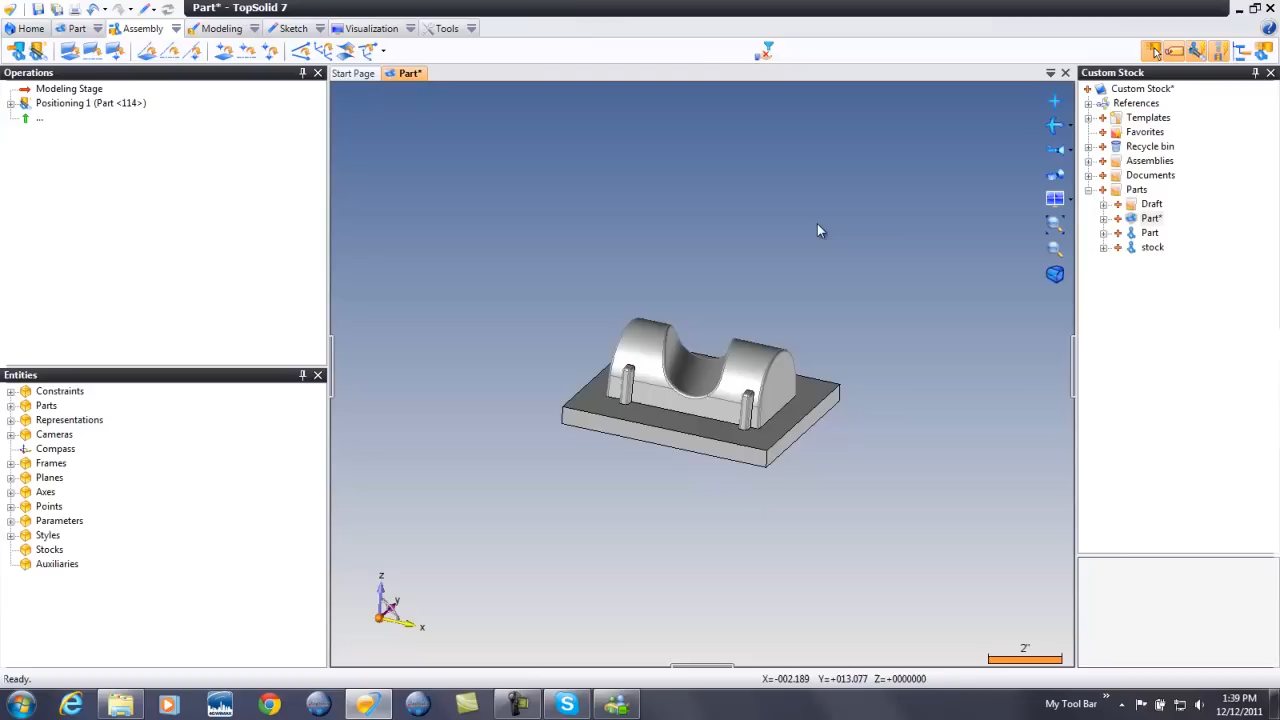 Part* - TopSolid 7
Home
Part
Assembly
Modeling
Sketch
Visualization
Tools
Operations
Start Page
Part*
Custom Stock
Modeling Stage
Positioning 1 (Part <114>)
...
Custom Stock*
References
Templates
Favorites
Recycle bin
Assemblies
Documents
Parts
Draft
Part*
Part
stock
Entities
Constraints
Parts
Representations
Cameras
Compass
Frames
Planes
Axes
Points
Parameters
Styles
Stocks
Auxiliaries
z
y
x
2"
Ready.
X=-002.189 Y=+013.077 Z=+0000000
My Tool Bar
1:39 PM
12/12/2011